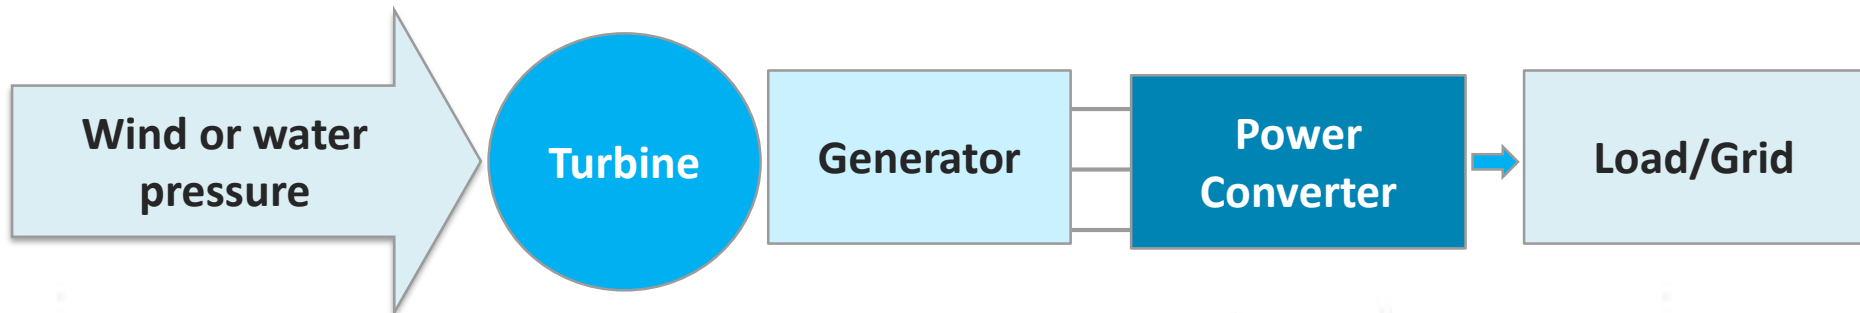 Wind or water
pressure
Turbine
Generator
Power
Converter
Load/Grid